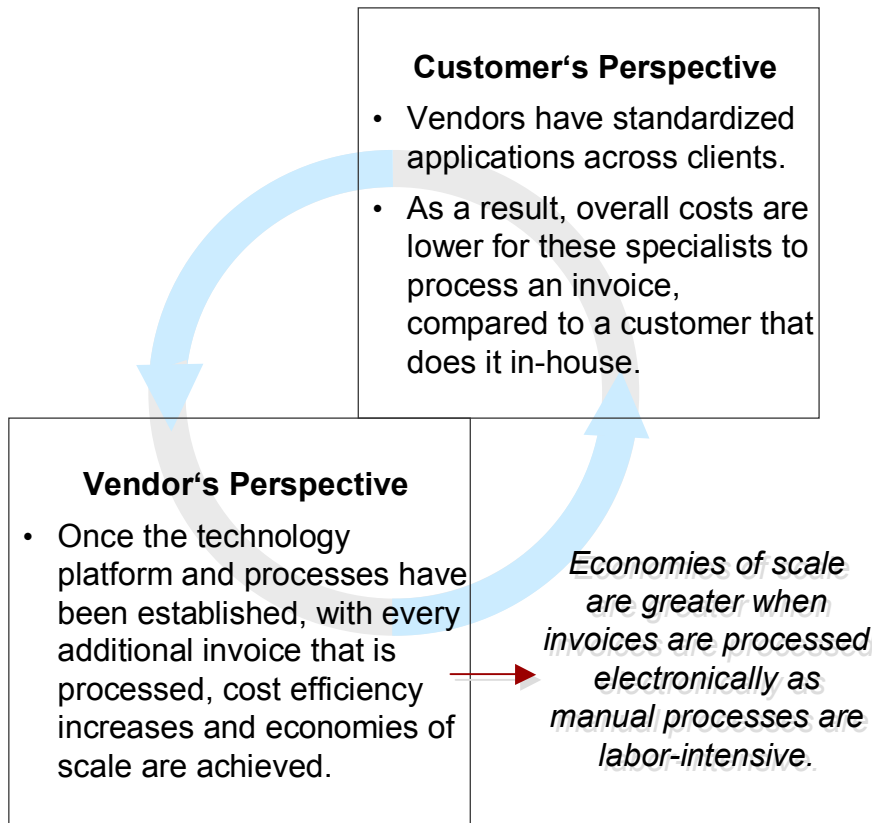 Customer‘s Perspective
• Vendors have standardized
applications across clients.
• As a result, overall costs are
lower for these specialists to
process an invoice,
compared to a customer that
does it in-house.
Vendor‘s Perspective
• Once the technology
platform and processes have
been established, with every
additional invoice that is
processed, cost efficiency
increases and economies of
scale are achieved.
Economies of scale
are greater when
invoices are processed
electronically as
manual processes are
labor-intensive.